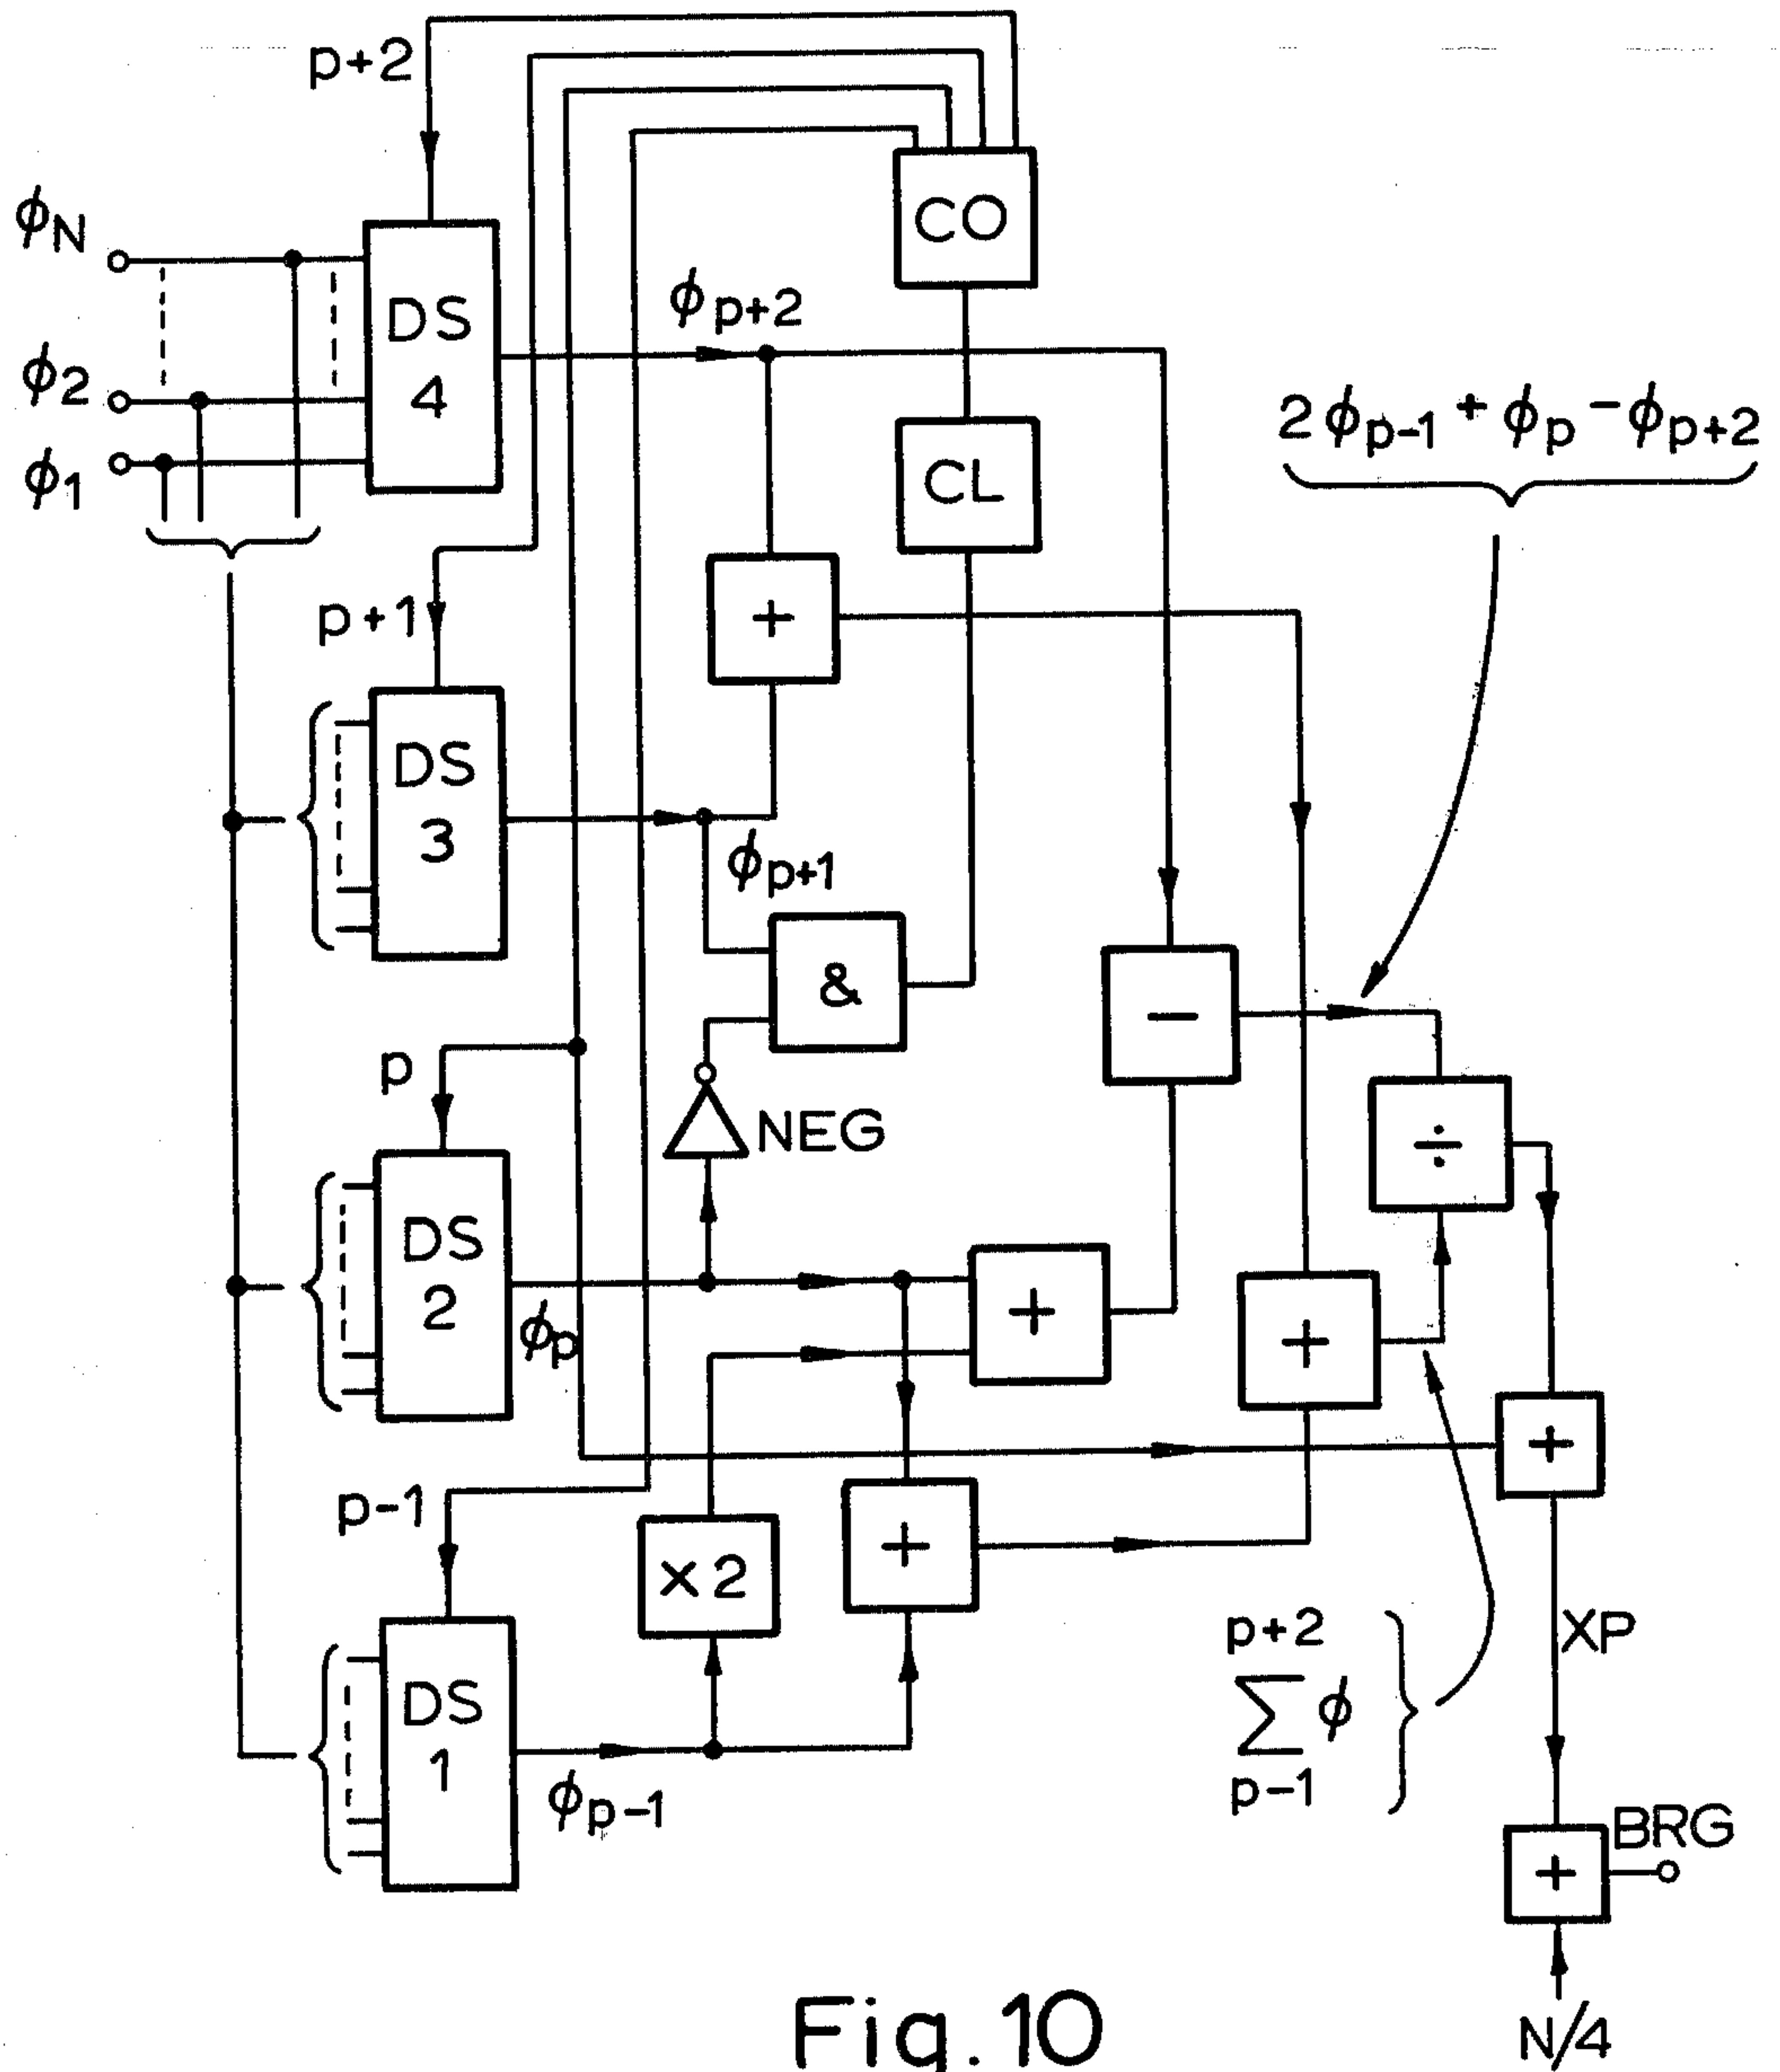 p+2
CO
ϕN
DS
4
ϕp+2
ϕ2
ϕ1
2ϕp-1 + ϕp - ϕp+2
CL
+
p+1
DS
3
ϕp+1
&
-
p
NEG
÷
DS
2
ϕp
+
+
+
p-1
×2
+
DS
1
ϕp-1
p+2
∑ ϕ
p-1
XP
BRG
+
N/4
Fig. 10